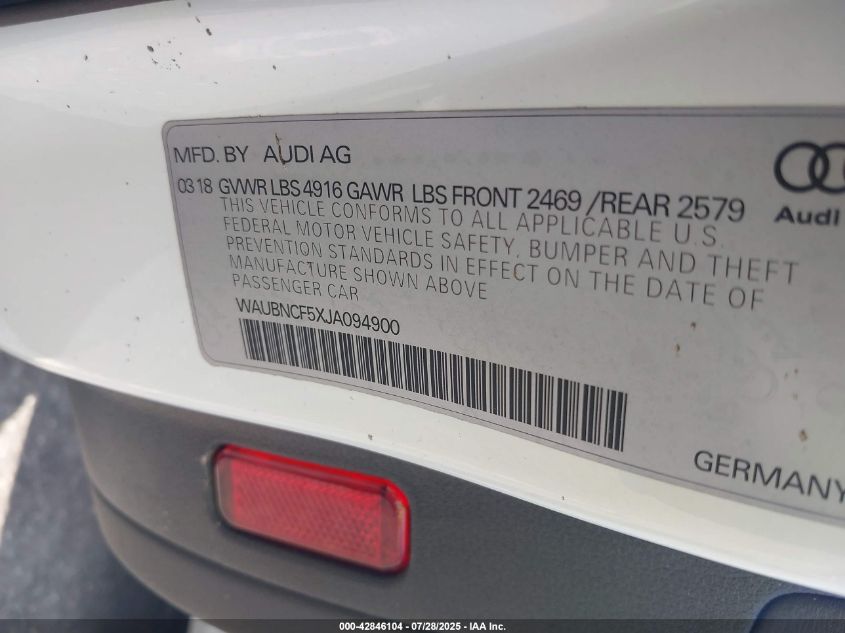 MFD. BY AUDI AG
03 18 GVWR LBS 4916 GAWR LBS FRONT 2469 /REAR 2579
THIS VEHICLE CONFORMS TO ALL APPLICABLE U.S.
FEDERAL MOTOR VEHICLE SAFETY, BUMPER AND THEFT
PREVENTION STANDARDS IN EFFECT ON THE DATE OF
MANUFACTURE SHOWN ABOVE
PASSENGER CAR
WAUBNCF5XJA094900
Audi
GERMANY
000-42846104 - 07/28/2025 - IAA Inc.